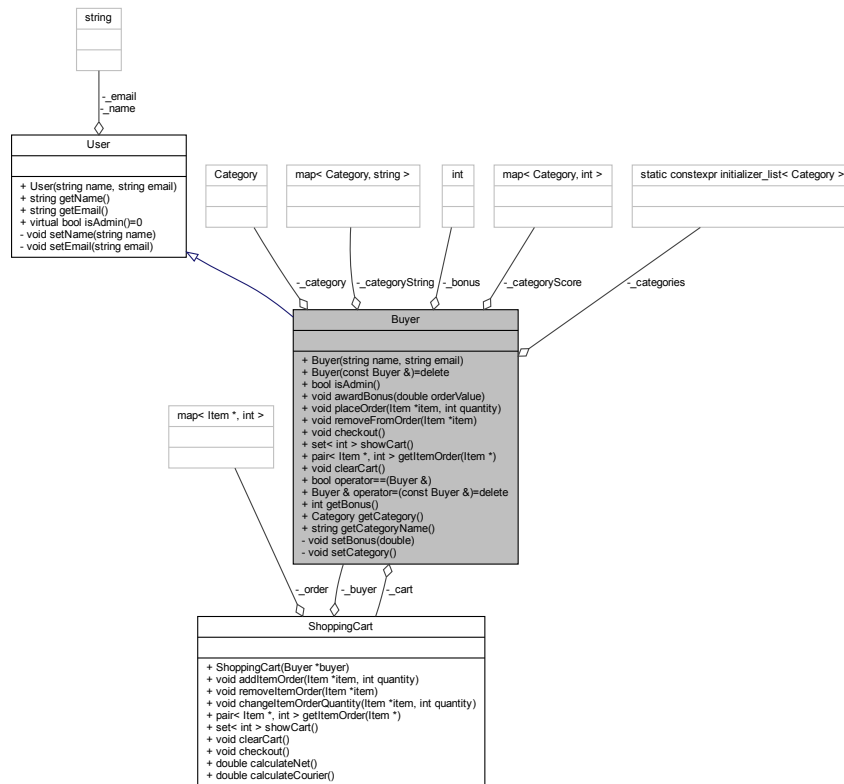 string
-_email
-_name
User
+ User(string name, string email)
+ string getName()
+ string getEmail()
+ virtual bool isAdmin()=0
- void setName(string name)
- void setEmail(string email)
Category
map< Category, string >
int
map< Category, int >
static constexpr initializer_list< Category >
-_category
-_categoryString
-_bonus
-_categoryScore
-_categories
Buyer
+ Buyer(string name, string email)
+ Buyer(const Buyer &)=delete
+ bool isAdmin()
+ void awardBonus(double orderValue)
+ void placeOrder(Item *item, int quantity)
+ void removeFromOrder(Item *item)
+ void checkout()
+ set< int > showCart()
+ pair< Item *, int > getItemOrder(Item *)
+ void clearCart()
+ bool operator==(Buyer &)
+ Buyer & operator=(const Buyer &)=delete
+ int getBonus()
+ Category getCategory()
+ string getCategoryName()
- void setBonus(double)
- void setCategory()
map< Item *, int >
-_order
-_buyer
-_cart
ShoppingCart
+ ShoppingCart(Buyer *buyer)
+ void addItemOrder(Item *item, int quantity)
+ void removeItemOrder(Item *item)
+ void changeItemOrderQuantity(Item *item, int quantity)
+ pair< Item *, int > getItemOrder(Item *)
+ set< int > showCart()
+ void clearCart()
+ void checkout()
+ double calculateNet()
+ double calculateCourier()